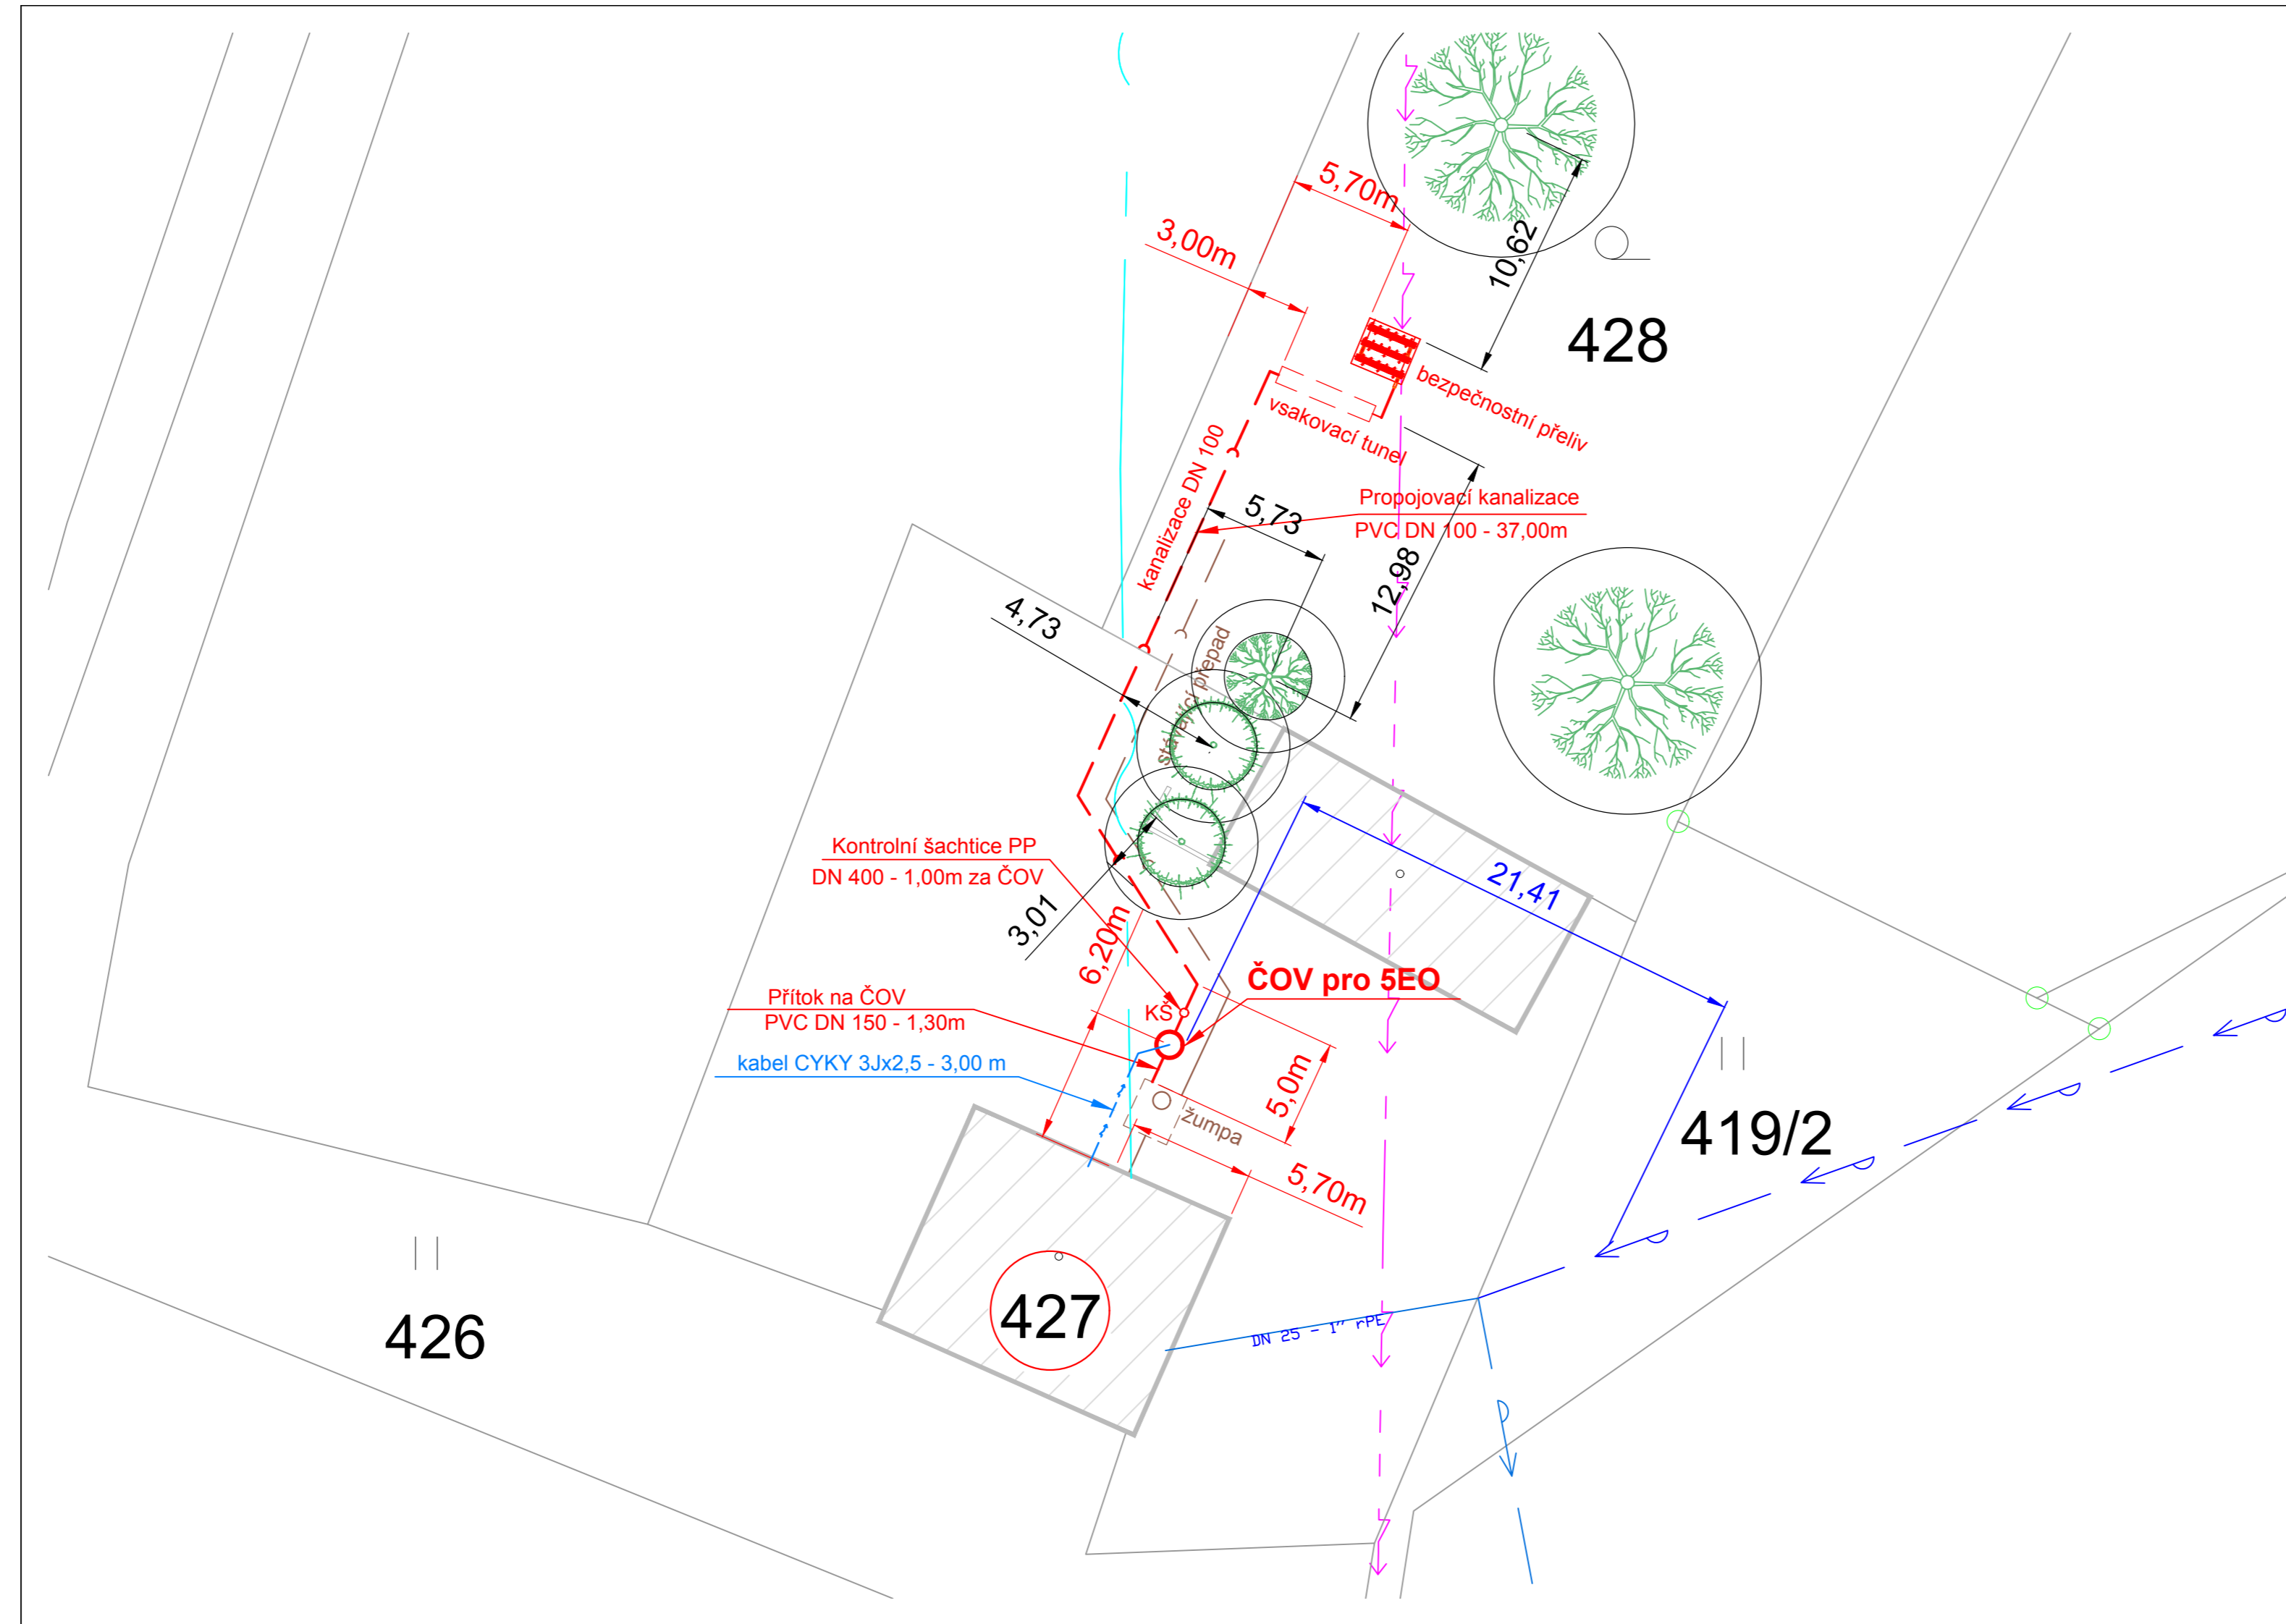 5,70m
3,00m
10,62
428
bezpečnostní přeliv
vsakovací tunel
kanalizace DN 100
Propojovací kanalizace
PVC DN 100 - 37,00m
5,73
12,98
4,73
stávající přepad
Kontrolní šachtice PP
DN 400 - 1,00m za ČOV
21,41
3,01
6,20m
ČOV pro 5EO
Přítok na ČOV
PVC DN 150 - 1,30m
KŠ
kabel CYKY 3Jx2,5 - 3,00 m
5,0m
žumpa
419/2
5,70m
427
DN 25 - 1" rPE
426